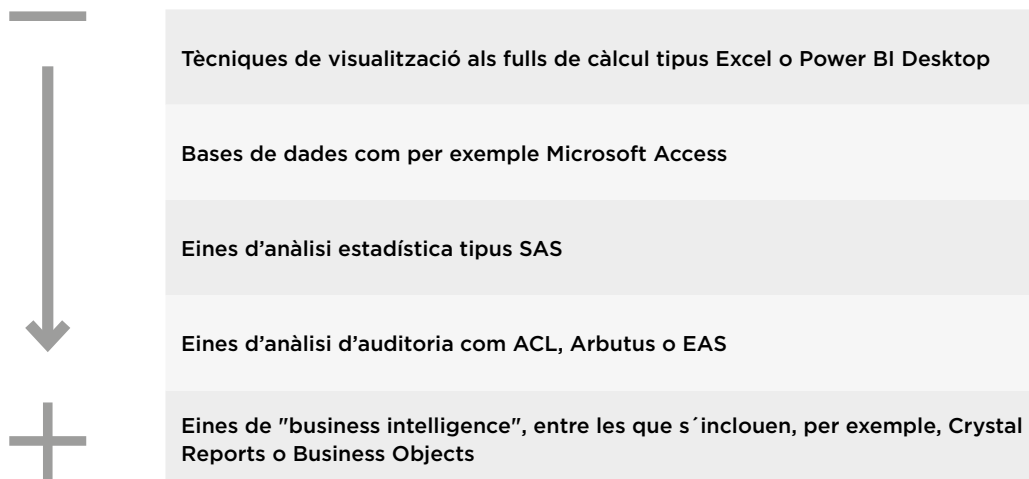 Tècniques de visualització als fulls de càlcul tipus Excel o Power BI Desktop
Bases de dades com per exemple Microsoft Access
Eines d’anàlisi estadística tipus SAS
Eines d’anàlisi d’auditoria com ACL, Arbutus o EAS
Eines de "business intelligence", entre les que s´inclouen, per exemple, Crystal
Reports o Business Objects